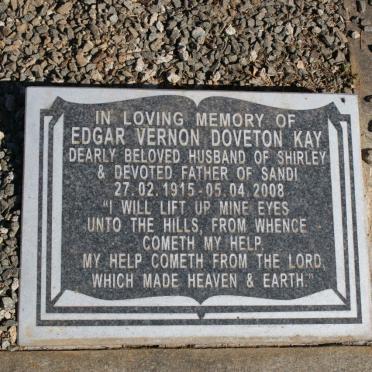 IN LOVING MEMORY OF
EDGAR VERNON DOVETON KAY
DEARLY BELOVED HUSBAND OF SHIRLEY
& DEVOTED FATHER OF SANDI
27.02.1915-05.04.2008
"I WILL LIFT UP MINE EYES
UNTO THE HILLS, FROM WHENCE
COMETH MY HELP.
MY HELP COMETH FROM THE LORD
WHICH MADE HEAVEN & EARTH."